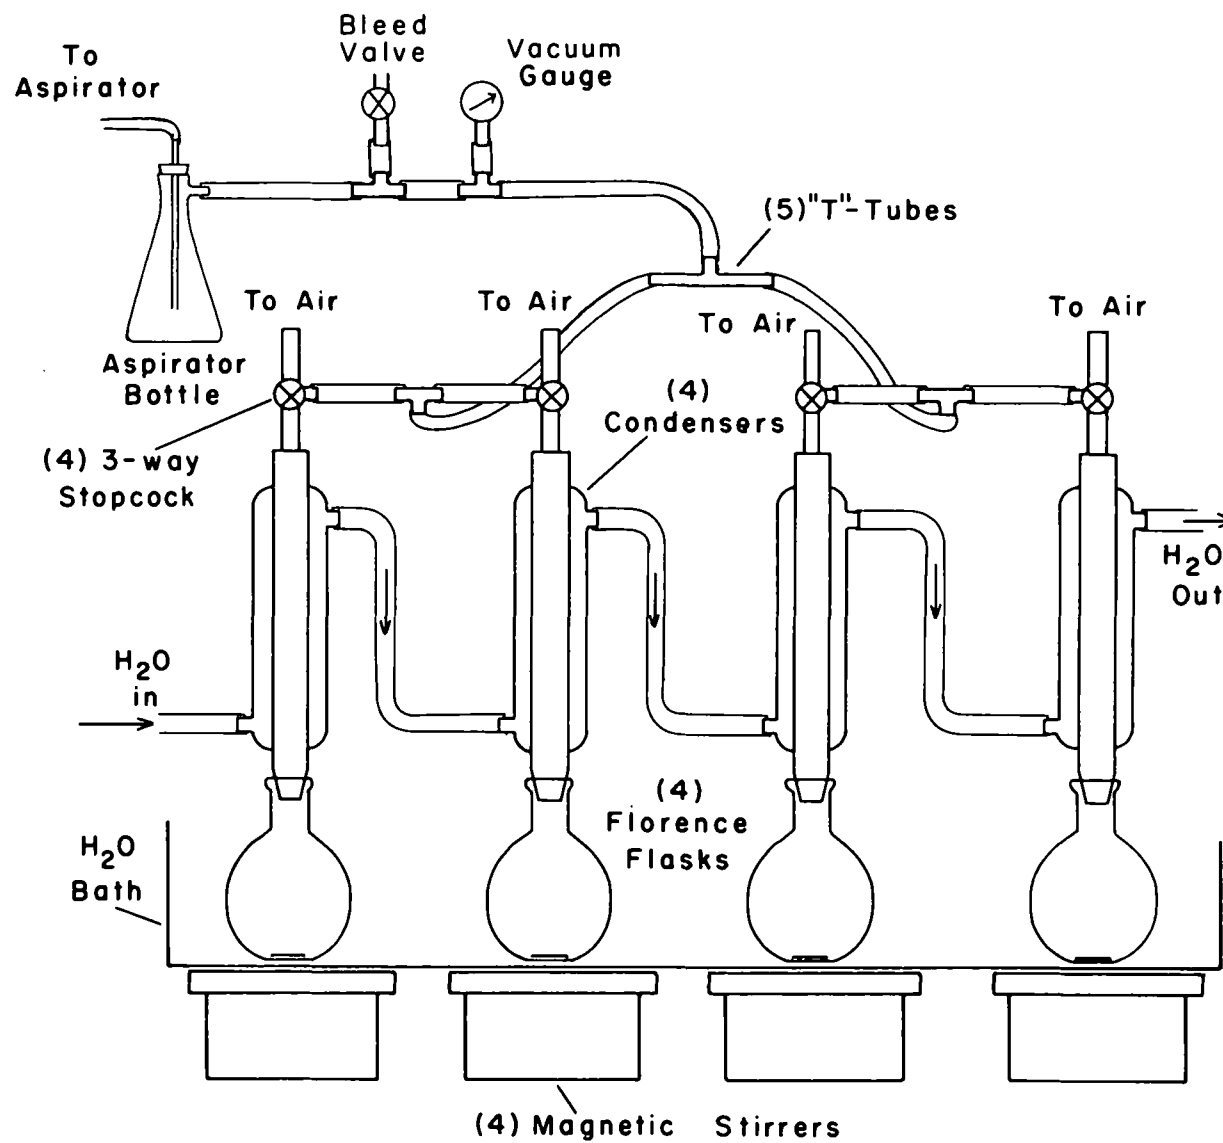 Bleed
Valve
Vacuum
Gauge
To
Aspirator
(5) "T"-Tubes
To Air
To Air
To Air
To Air
Aspirator
Bottle
(4)
Condensers
(4) 3-way
Stopcock
H₂O
Out
H₂O
in
(4)
Florence
Flasks
H₂O
Bath
(4) Magnetic Stirrers